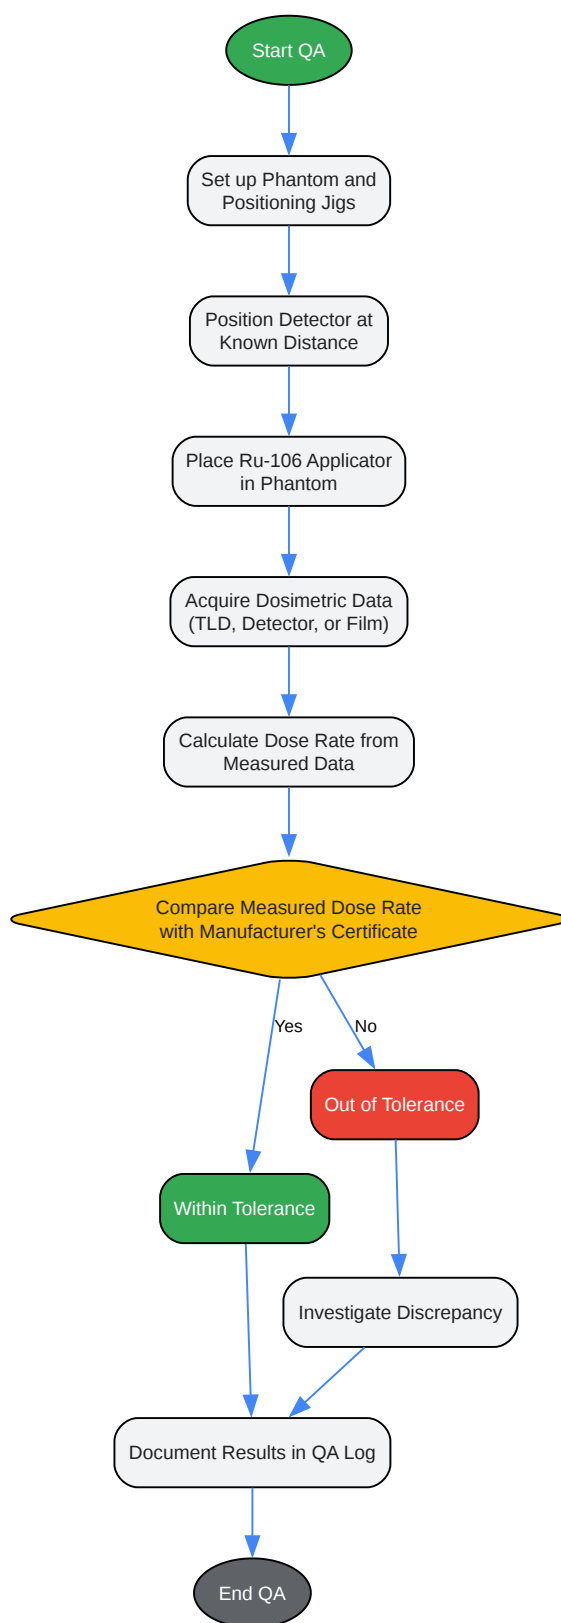 Start QA
Set up Phantom and
Positioning Jigs
Position Detector at
Known Distance
Place Ru-106 Applicator
in Phantom
Acquire Dosimetric Data
(TLD, Detector, or Film)
Calculate Dose Rate from
Measured Data
Compare Measured Dose Rate
with Manufacturer's Certificate
Yes
No
Out of Tolerance
Within Tolerance
Investigate Discrepancy
Document Results in QA Log
End QA